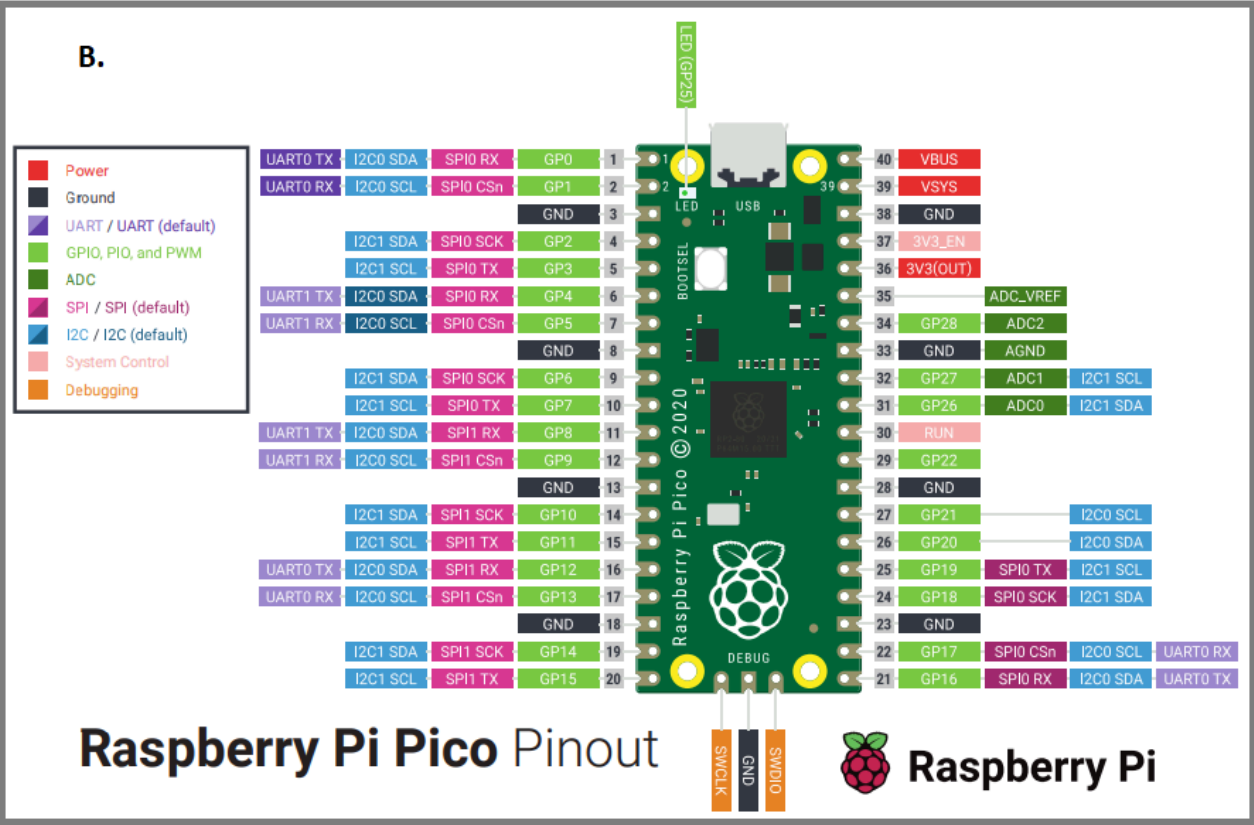 B.
LED (GP25)
Power
Ground
UART / UART (default)
GPIO, PIO, and PWM
ADC
SPI / SPI (default)
I2C / I2C (default)
System Control
Debugging
UART0 TX I2C0 SDA SPI0 RX GP0 1
UART0 RX I2C0 SCL SPI0 CSn GP1 2
GND 3
I2C1 SDA SPI0 SCK GP2 4
I2C1 SCL SPI0 TX GP3 5
UART1 TX I2C0 SDA SPI0 RX GP4 6
UART1 RX I2C0 SCL SPI0 CSn GP5 7
GND 8
I2C1 SDA SPI0 SCK GP6 9
I2C1 SCL SPI0 TX GP7 10
UART1 TX I2C0 SDA SPI1 RX GP8 11
UART1 RX I2C0 SCL SPI1 CSn GP9 12
GND 13
I2C1 SDA SPI1 SCK GP10 14
I2C1 SCL SPI1 TX GP11 15
UART0 TX I2C0 SDA SPI1 RX GP12 16
UART0 RX I2C0 SCL SPI1 CSn GP13 17
GND 18
I2C1 SDA SPI1 SCK GP14 19
I2C1 SCL SPI1 TX GP15 20
1
2
39
LED USB
BOOTSEL
Raspberry Pi Pico © 2020
DEBUG
40 VBUS
39 VSYS
38 GND
37 3V3_EN
36 3V3(OUT)
35 ADC_VREF
34 GP28 ADC2
33 GND AGND
32 GP27 ADC1 I2C1 SCL
31 GP26 ADC0 I2C1 SDA
30 RUN
29 GP22
28 GND
27 GP21 I2C0 SCL
26 GP20 I2C0 SDA
25 GP19 SPI0 TX I2C1 SCL
24 GP18 SPI0 SCK I2C1 SDA
23 GND
22 GP17 SPI0 CSn I2C0 SCL UART0 RX
21 GP16 SPI0 RX I2C0 SDA UART0 TX
SWCLK
GND
SWDIO
Raspberry Pi Pico Pinout
Raspberry Pi